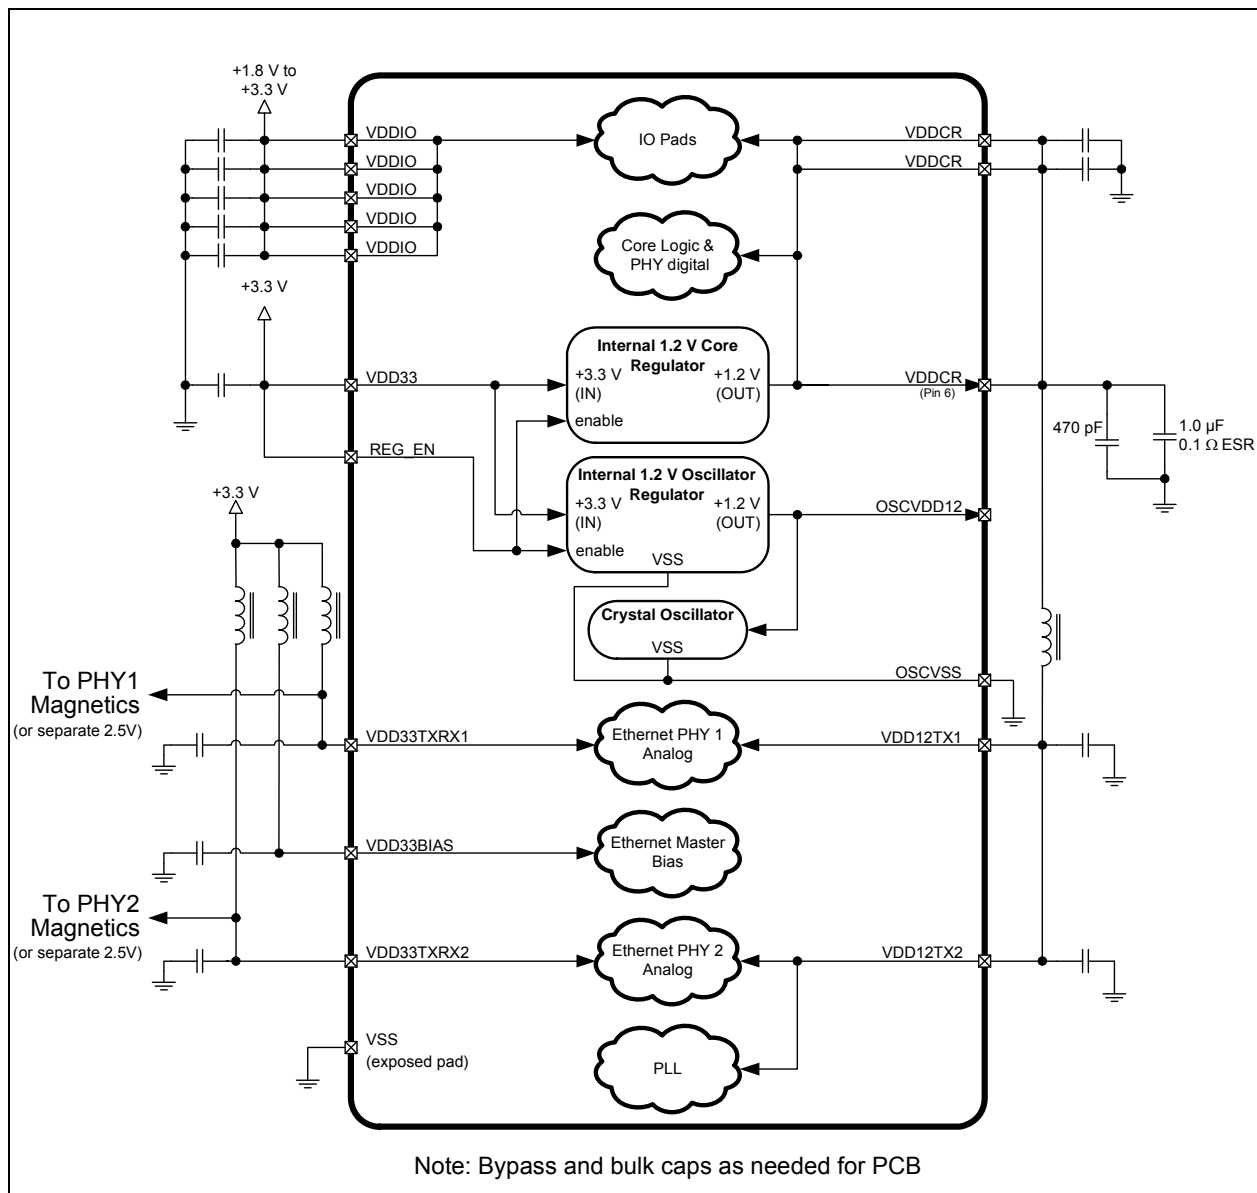 +1.8 V to
+3.3 V
VDDIO
VDDIO
VDDIO
VDDIO
VDDIO
IO Pads
VDDCR
VDDCR
Core Logic &
PHY digital
+3.3 V
Internal 1.2 V Core
Regulator
+3.3 V
(IN)
+1.2 V
(OUT)
enable
VDD33
VDDCR
(Pin 6)
470 pF
1.0 µF
0.1 Ω ESR
REG_EN
Internal 1.2 V Oscillator
Regulator
+3.3 V
(IN)
+1.2 V
(OUT)
enable
VSS
OSCVDD12
+3.3 V
Crystal Oscillator
VSS
OSCVSS
To PHY1
Magnetics
(or separate 2.5V)
VDD33TXRX1
Ethernet PHY 1
Analog
VDD12TX1
VDD33BIAS
Ethernet Master
Bias
To PHY2
Magnetics
(or separate 2.5V)
VDD33TXRX2
Ethernet PHY 2
Analog
VDD12TX2
VSS
(exposed pad)
PLL
Note: Bypass and bulk caps as needed for PCB